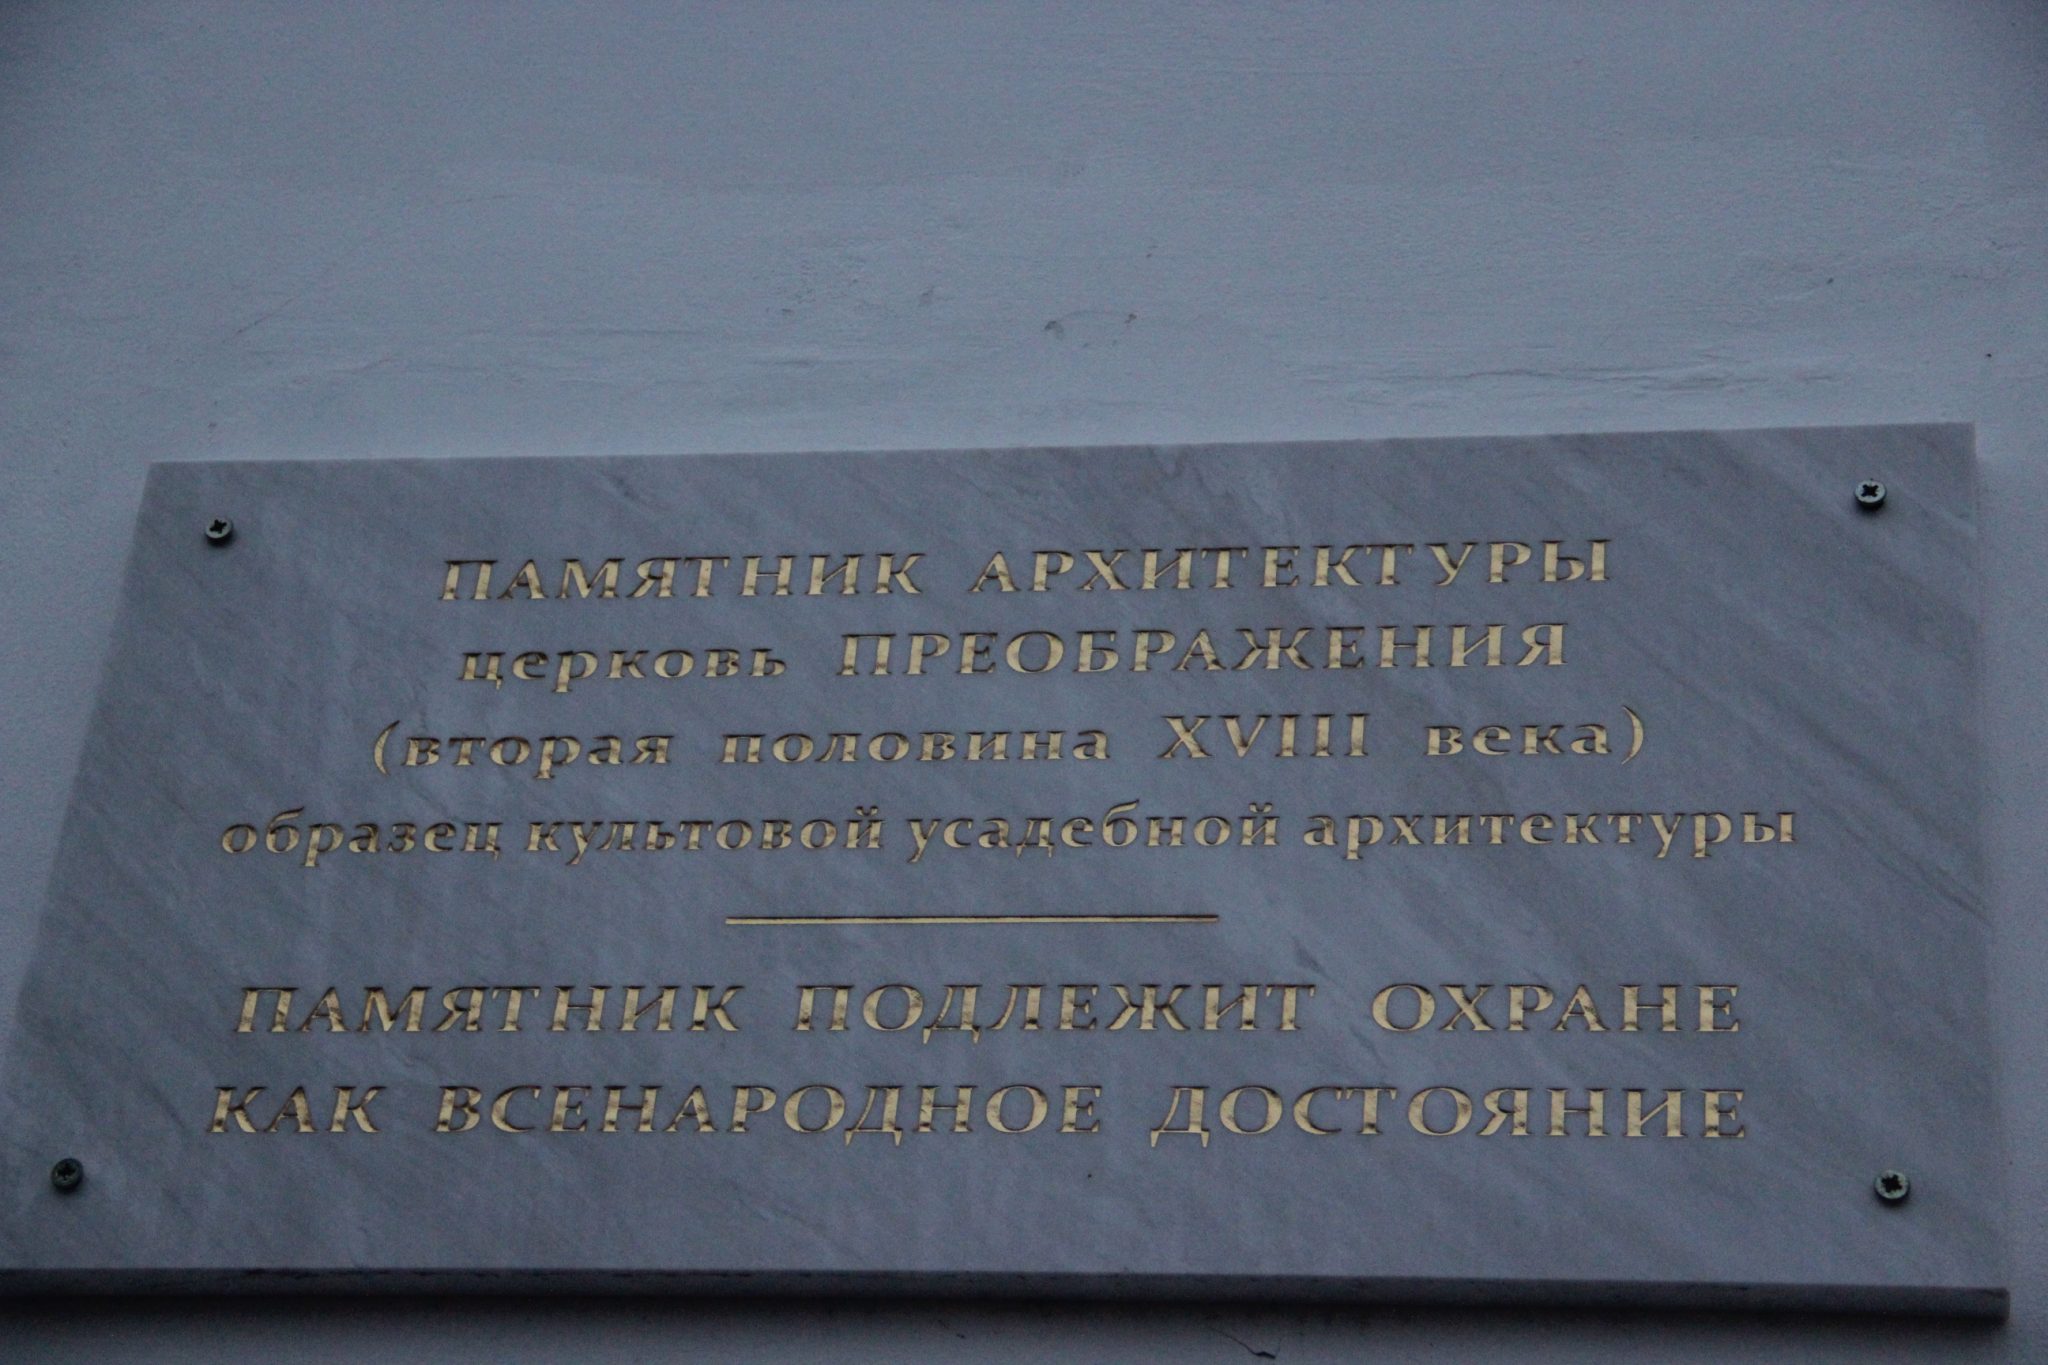 ПАМЯТНИК АРХИТЕКТУРЫ
церковь ПРЕОБРАЖЕНИЯ
(вторая половина XVIII века)
образец культовой усадебной архитектуры
ПАМЯТНИК ПОДЛЕЖИТ ОХРАНЕ
КАК ВСЕНАРОДНОЕ ДОСТОЯНИЕ